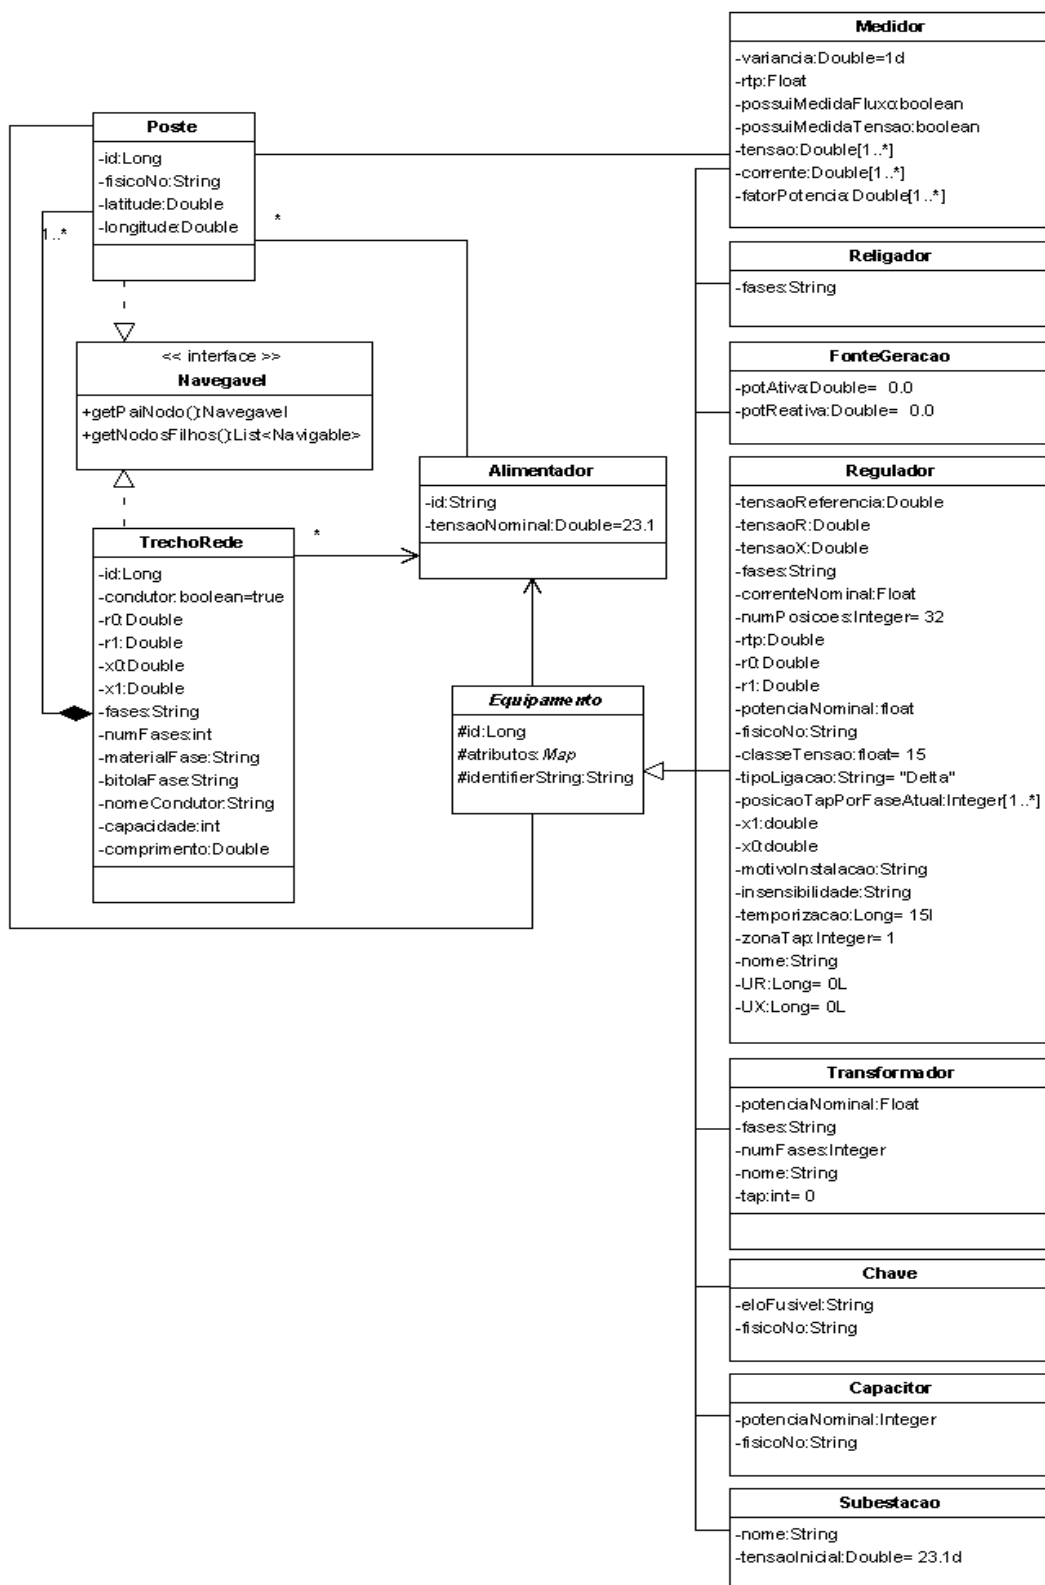 Medidor
-variancia:Double=1d
-rtp:Float
-possuiMedidaFluxo:boolean
-possuiMedidaTensao:boolean
-tensao:Double[1..*]
-corrente:Double[1..*]
-fatorPotencia:Double[1..*]
Poste
-id:Long
-fisicoNo:String
-latitude:Double
-longitude:Double
1..*
*
Religador
-fases:String
<< interface >>
Navegavel
+getPaiNodo():Navegavel
+getNodosFilhos():List<Navigable>
FonteGeracao
-potAtiva:Double= 0.0
-potReativa:Double= 0.0
Alimentador
-id:String
-tensaoNominal:Double=23.1
TrechoRede
-id:Long
-condutor:boolean=true
-r0:Double
-r1:Double
-x0:Double
-x1:Double
-fases:String
-numFases:int
-materialFase:String
-bitolaFase:String
-nomeCondutor:String
-capacidade:int
-comprimento:Double
*
Equipamento
#id:Long
#atributos:Map
#identifierString:String
Regulador
-tensaoReferencia:Double
-tensaoR:Double
-tensaoX:Double
-fases:String
-correnteNominal:Float
-numPosicoes:Integer= 32
-rtp:Double
-r0:Double
-r1:Double
-potenciaNominal:float
-fisicoNo:String
-classeTensao:float= 15
-tipoLigacao:String= "Delta"
-posicaoTapPorFaseAtual:Integer[1..*]
-x1:double
-x0:double
-motivoInstalacao:String
-insensibilidade:String
-temporizacao:Long= 15l
-zonaTap:Integer= 1
-nome:String
-UR:Long= 0L
-UX:Long= 0L
Transformador
-potenciaNominal:Float
-fases:String
-numFases:Integer
-nome:String
-tap:int= 0
Chave
-eloFusivel:String
-fisicoNo:String
Capacitor
-potenciaNominal:Integer
-fisicoNo:String
Subestacao
-nome:String
-tensaoInicial:Double= 23.1d